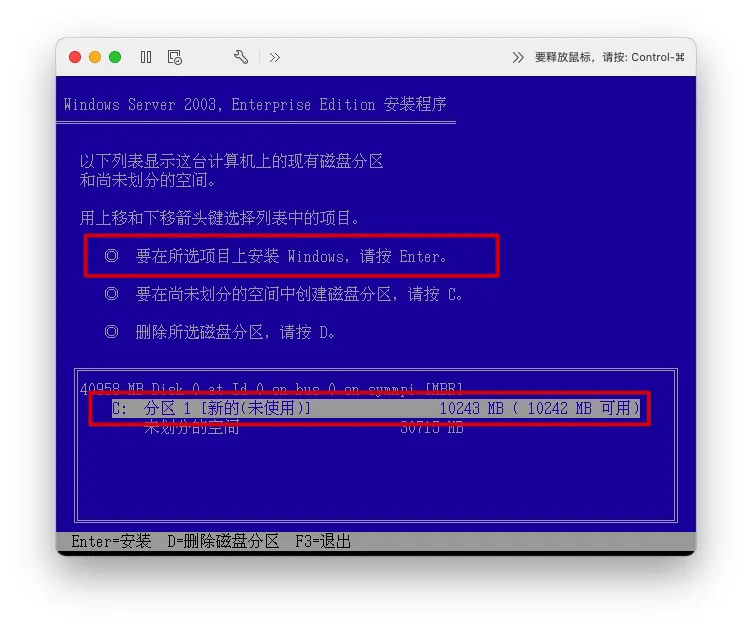 要释放鼠标，请按: Control-⌘
Windows Server 2003, Enterprise Edition 安装程序
以下列表显示这台计算机上的现有磁盘分区
和尚未划分的空间。
用上移和下移箭头键选择列表中的项目。
◎ 要在所选项目上安装 Windows，请按 Enter。
◎ 要在尚未划分的空间中创建磁盘分区，请按 C。
◎ 删除所选磁盘分区，请按 D。
40958 MB Disk 0 at Id 0 on bus 0 on symmpi [MBR]
C: 分区 1 [新的(未使用)] 10243 MB ( 10242 MB 可用)
未划分的空间 30715 MB
Enter=安装 D=删除磁盘分区 F3=退出